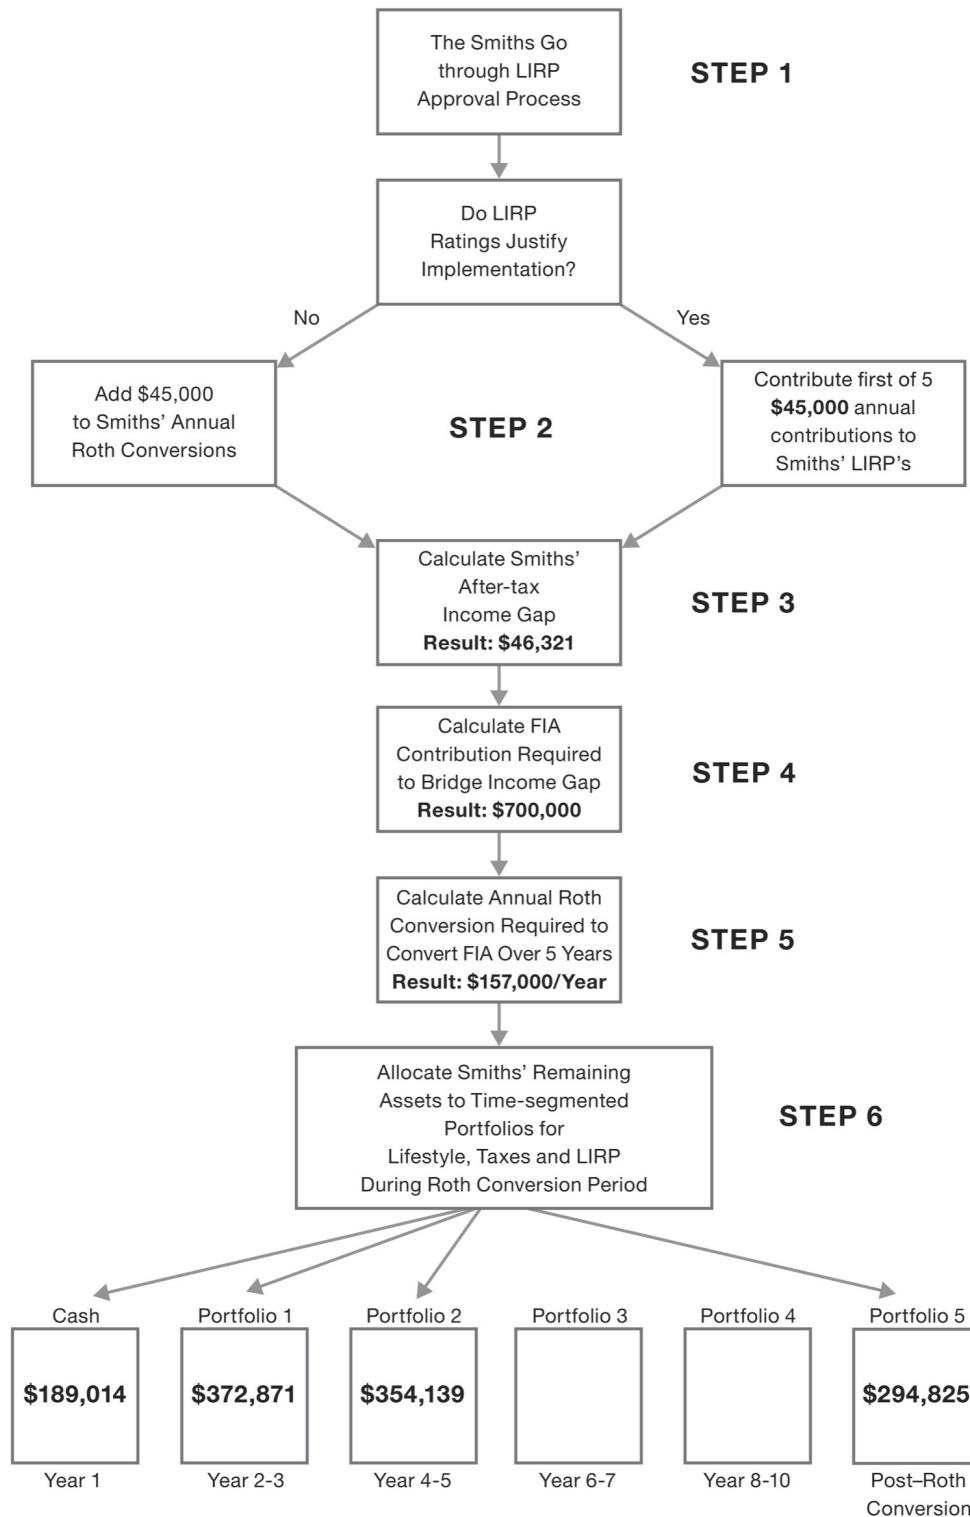 The Smiths Go
through LIRP
Approval Process
STEP 1
Do LIRP
Ratings Justify
Implementation?
No
Yes
Add $45,000
to Smiths’ Annual
Roth Conversions
STEP 2
Contribute first of 5
$45,000 annual
contributions to
Smiths’ LIRP’s
Calculate Smiths’
After-tax
Income Gap
Result: $46,321
STEP 3
Calculate FIA
Contribution Required
to Bridge Income Gap
Result: $700,000
STEP 4
Calculate Annual Roth
Conversion Required to
Convert FIA Over 5 Years
Result: $157,000/Year
STEP 5
Allocate Smiths’ Remaining
Assets to Time-segmented
Portfolios for
Lifestyle, Taxes and LIRP
During Roth Conversion Period
STEP 6
Cash
$189,014
Year 1
Portfolio 1
$372,871
Year 2-3
Portfolio 2
$354,139
Year 4-5
Portfolio 3
Year 6-7
Portfolio 4
Year 8-10
Portfolio 5
$294,825
Post–Roth
Conversion